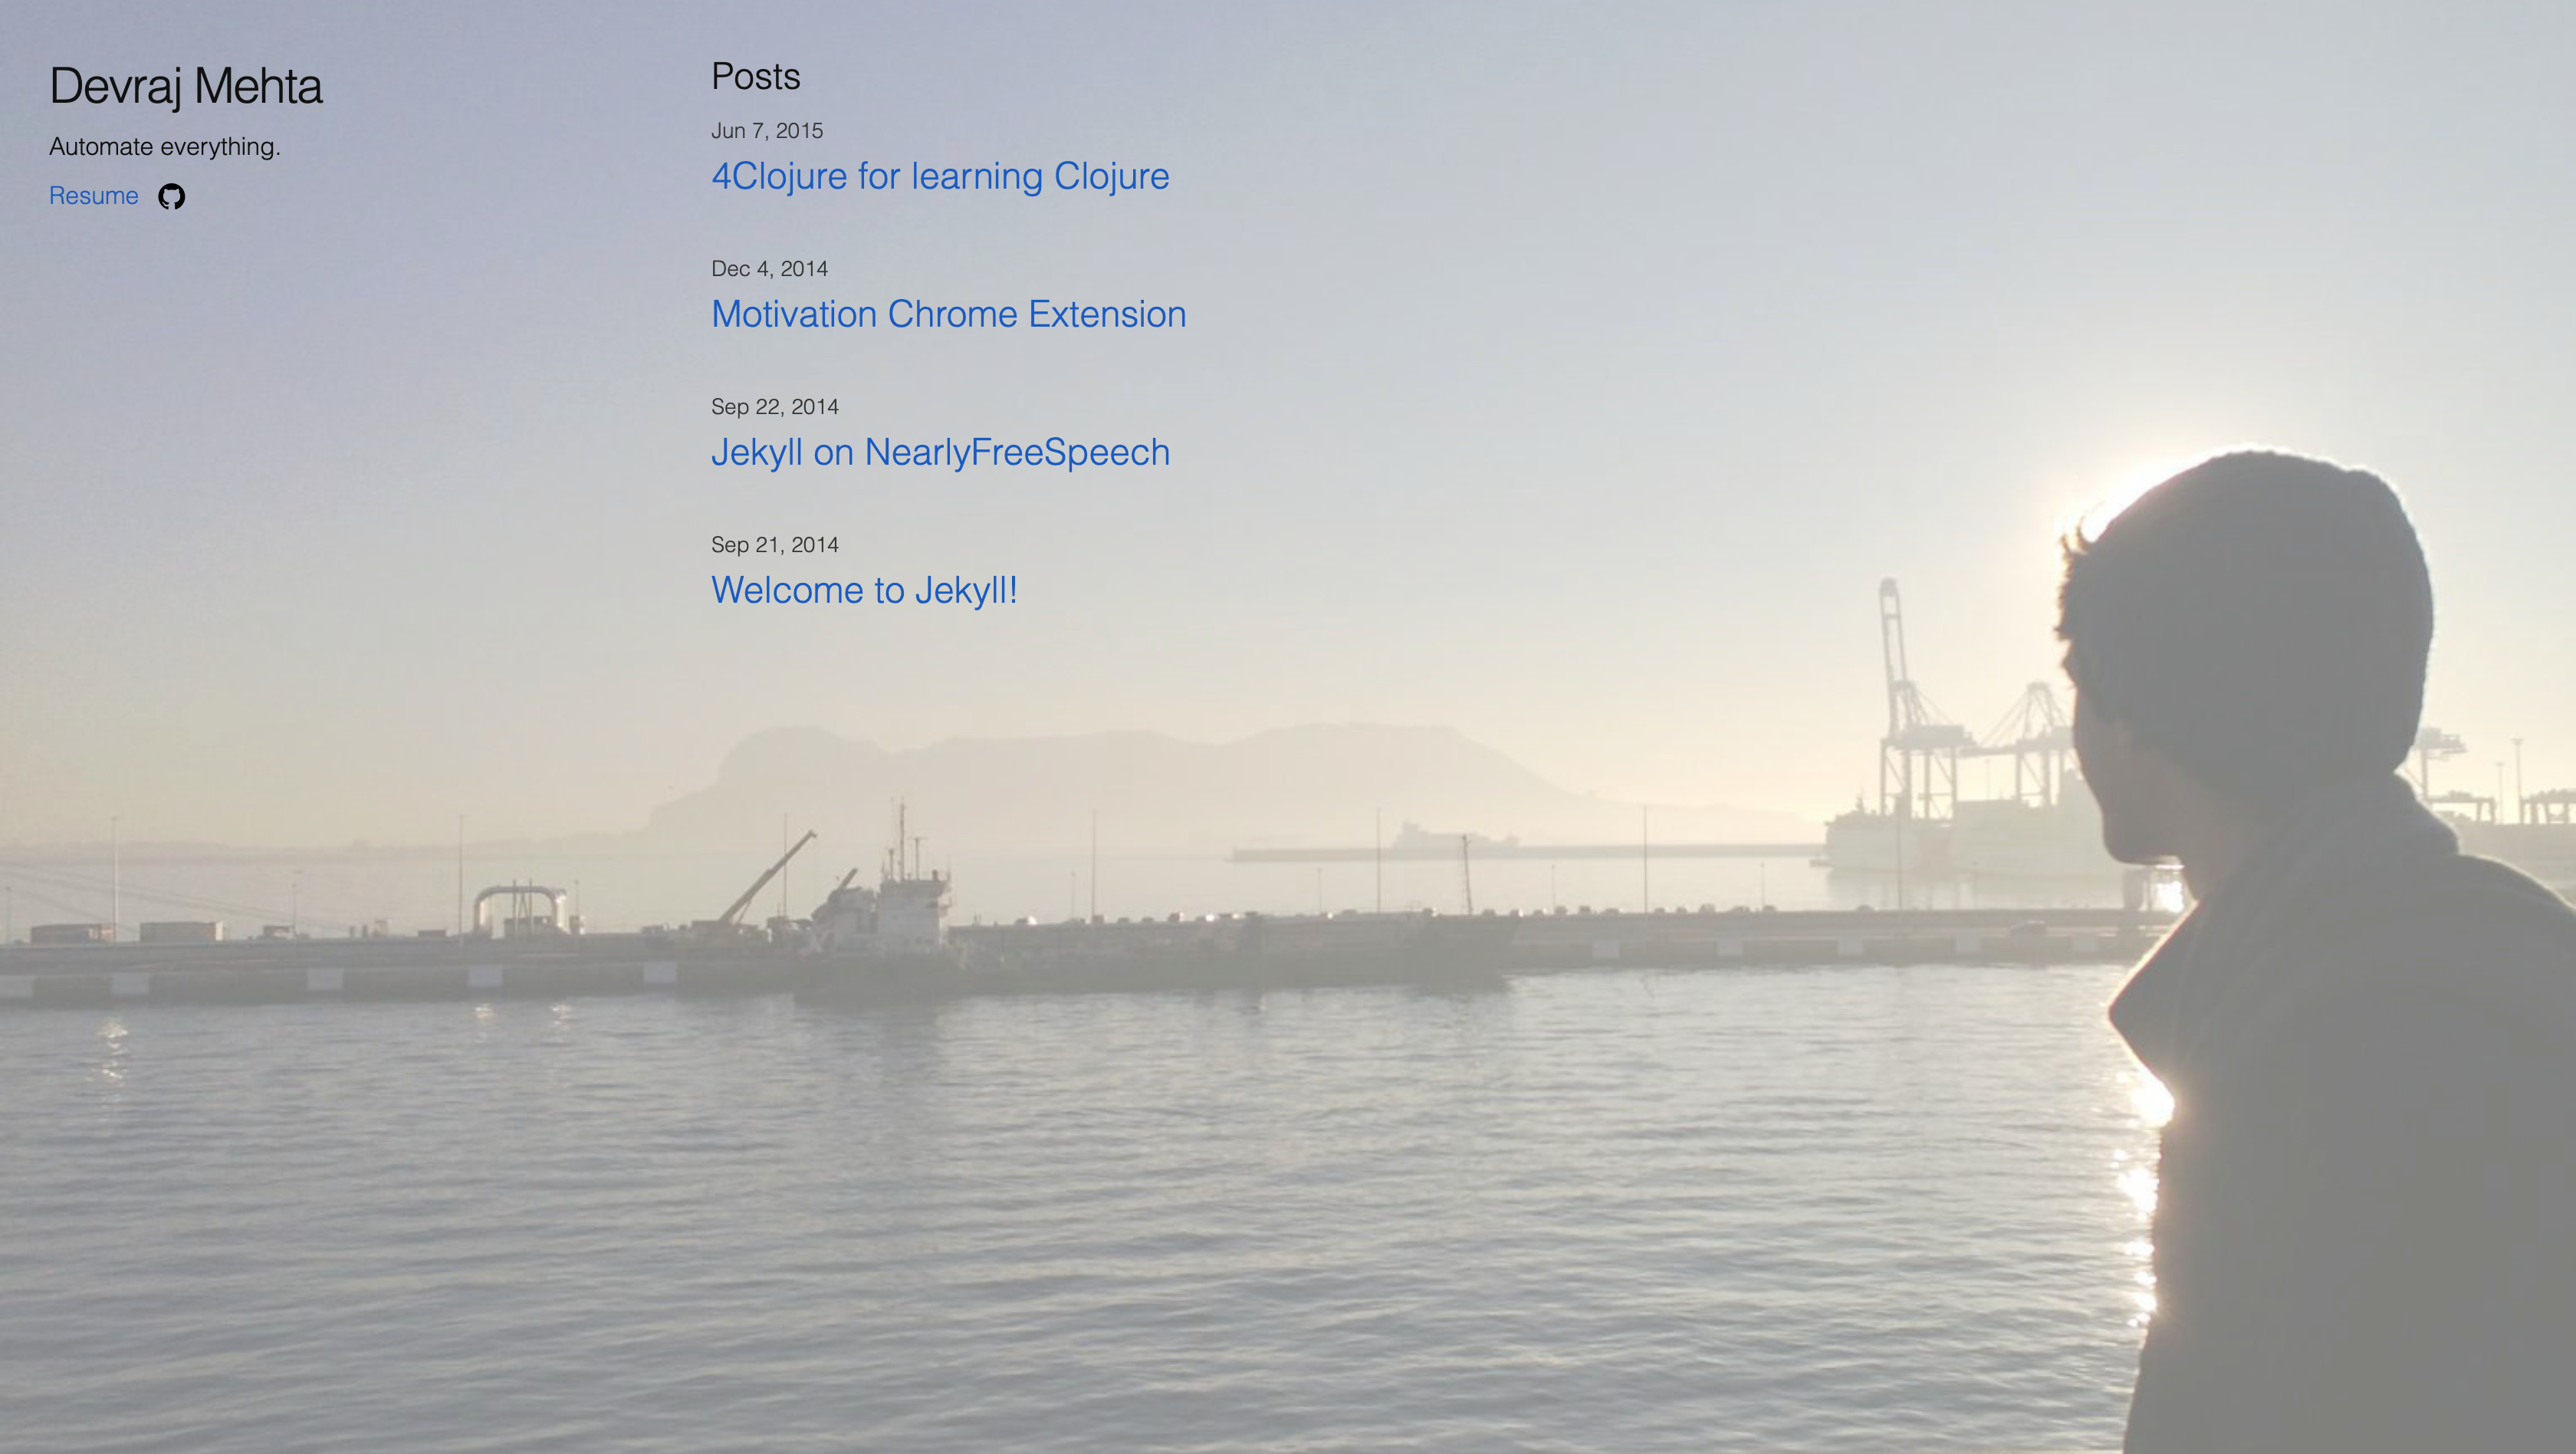 Devraj Mehta
Automate everything.
Resume
Posts
Jun 7, 2015
4Clojure for learning Clojure
Dec 4, 2014
Motivation Chrome Extension
Sep 22, 2014
Jekyll on NearlyFreeSpeech
Sep 21, 2014
Welcome to Jekyll!